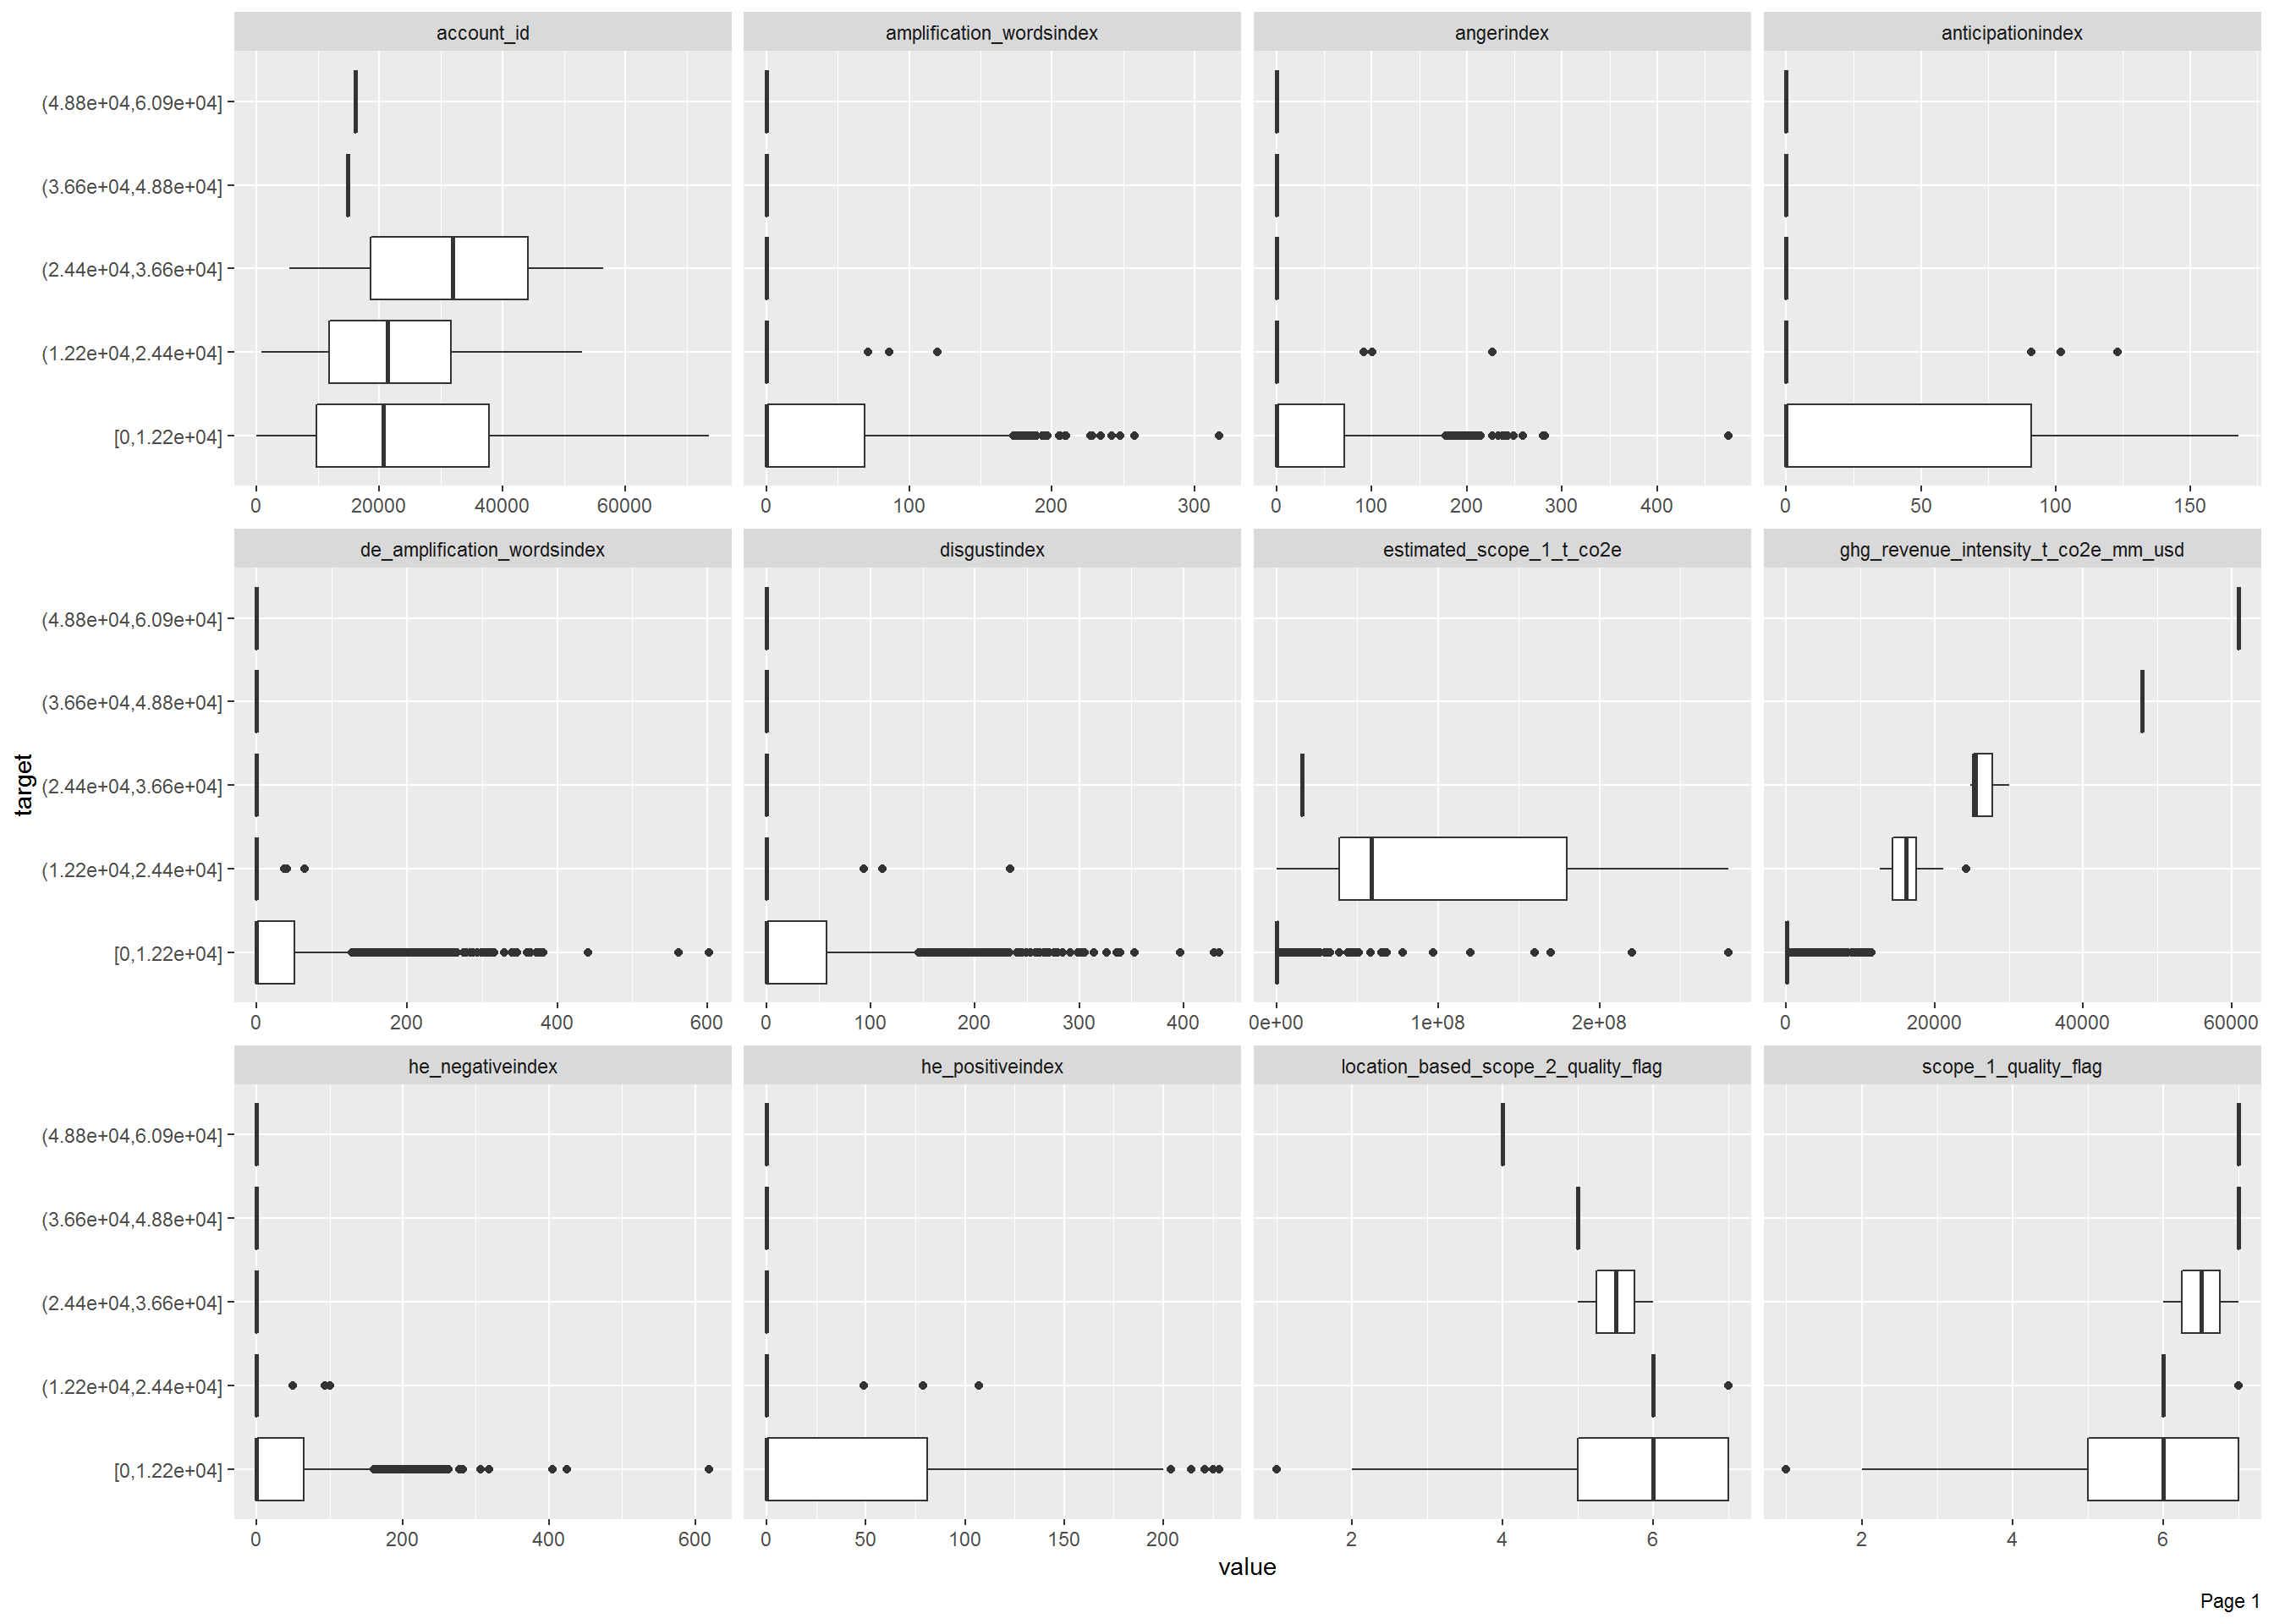 account_id amplification_wordsindex angerindex anticipationindex
(4.88e+04,6.09e+04]
(3.66e+04,4.88e+04]
(2.44e+04,3.66e+04]
(1.22e+04,2.44e+04]
[0,1.22e+04]
0 20000 40000 60000 0 100 200 300 0 100 200 300 400 0 50 100 150
de_amplification_wordsindex disgustindex estimated_scope_1_t_co2e ghg_revenue_intensity_t_co2e_mm_usd
target
(4.88e+04,6.09e+04]
(3.66e+04,4.88e+04]
(2.44e+04,3.66e+04]
(1.22e+04,2.44e+04]
[0,1.22e+04]
0 200 400 600 0 100 200 300 400 0e+00 1e+08 2e+08 0 20000 40000 60000
he_negativeindex he_positiveindex location_based_scope_2_quality_flag scope_1_quality_flag
(4.88e+04,6.09e+04]
(3.66e+04,4.88e+04]
(2.44e+04,3.66e+04]
(1.22e+04,2.44e+04]
[0,1.22e+04]
0 200 400 600 0 50 100 150 200 2 4 6 2 4 6
value
Page 1